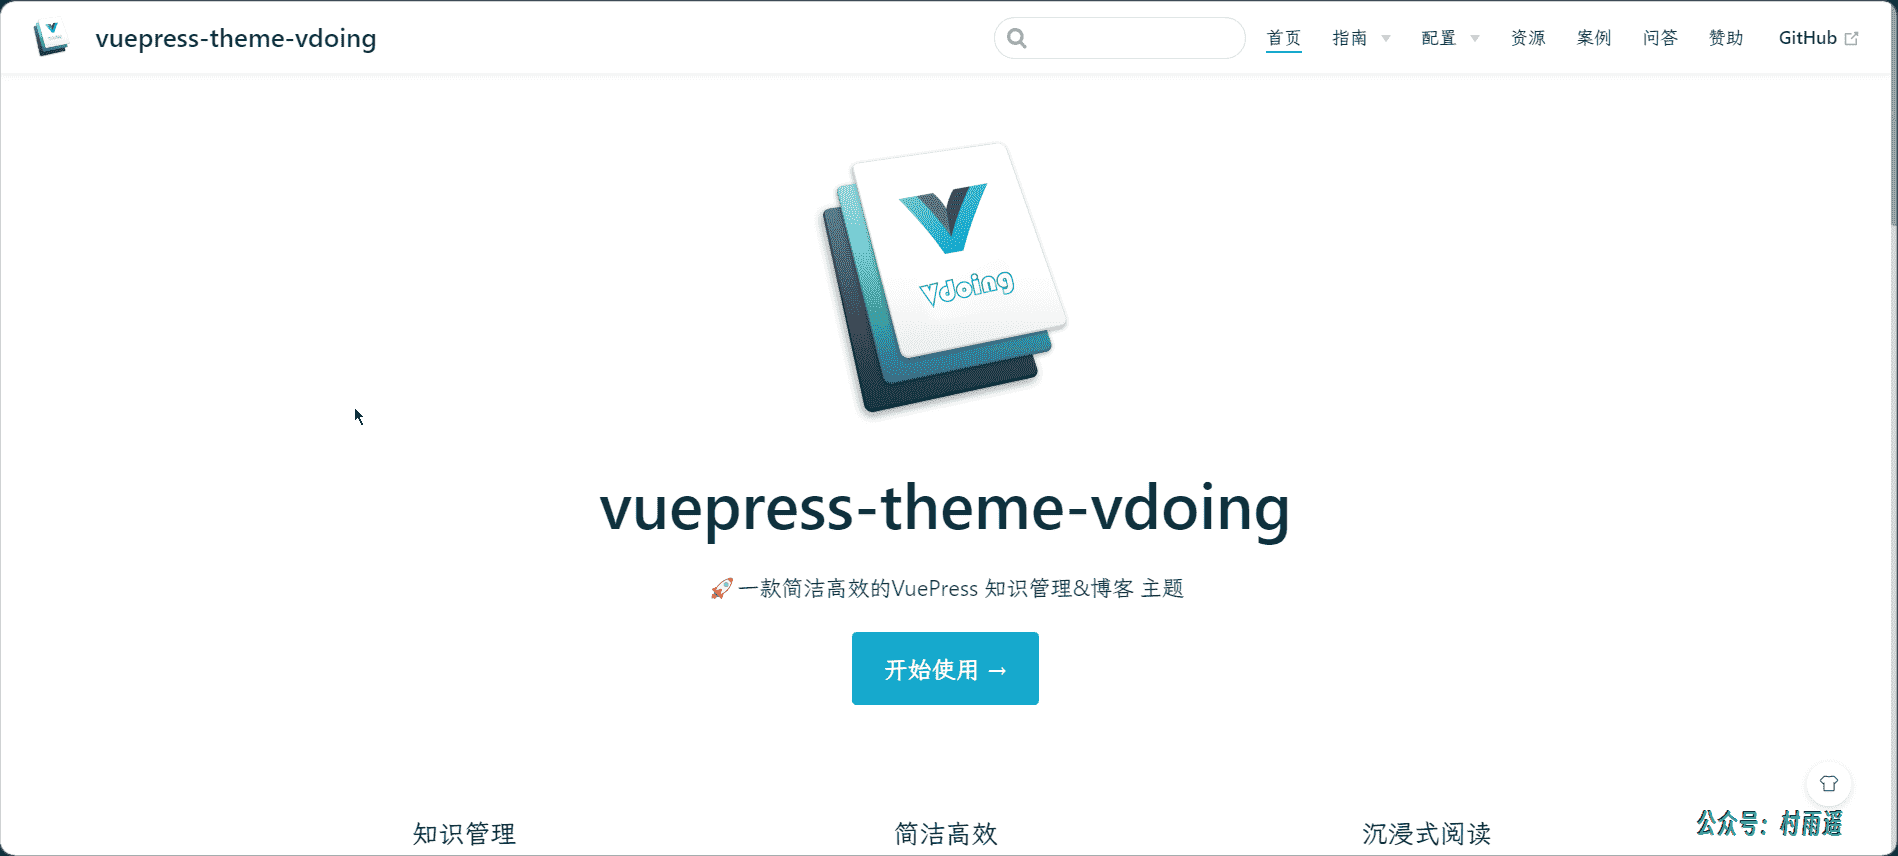 vuepress-theme-vdoing
首页 指南 配置 资源 案例 问答 赞助 GitHub
Vdoing
vuepress-theme-vdoing
🚀一款简洁高效的VuePress 知识管理&博客 主题
开始使用 →
知识管理 简洁高效 沉浸式阅读
公众号：村雨遥